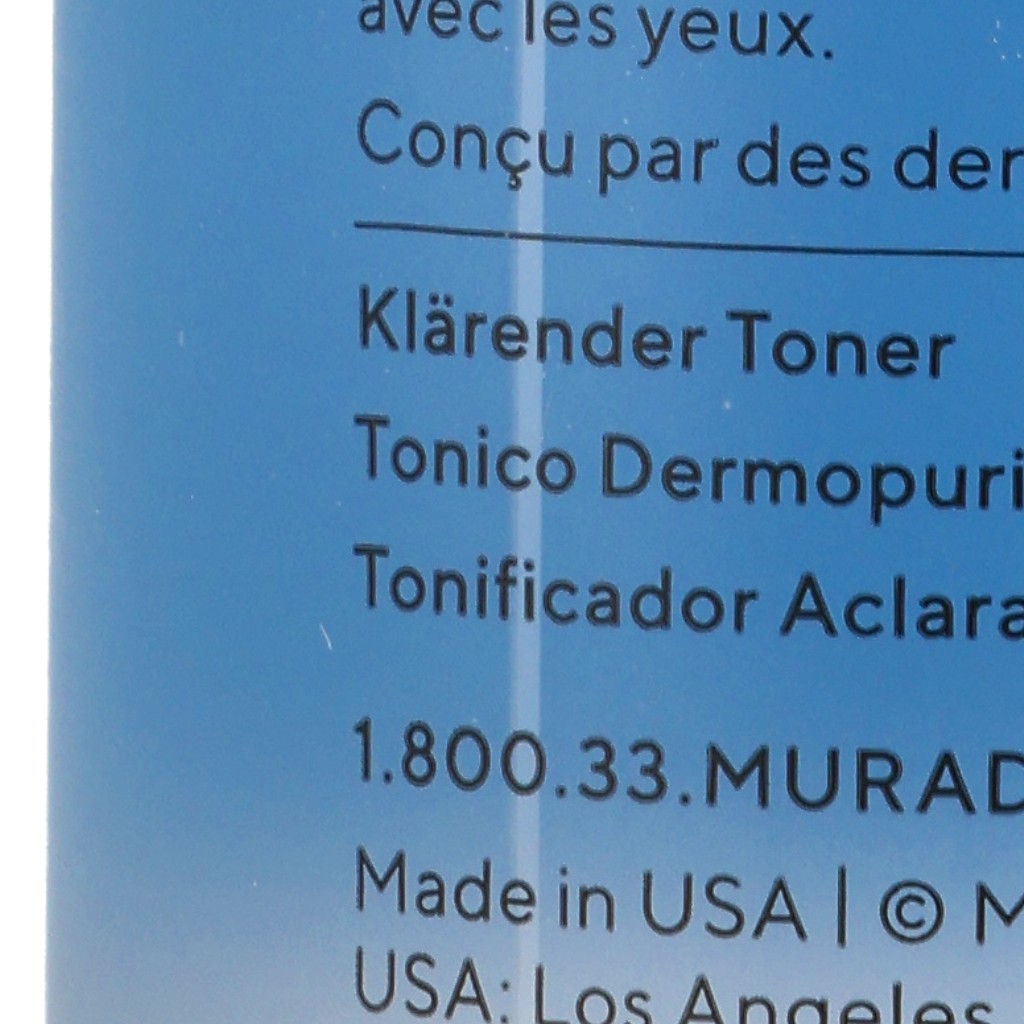 avec les yeux.
Conçu par des der
Klärender Toner
Tonico Dermopuri
Tonificador Aclara
1.800.33.MURAD
Made in USA | © M
USA: Los Angeles